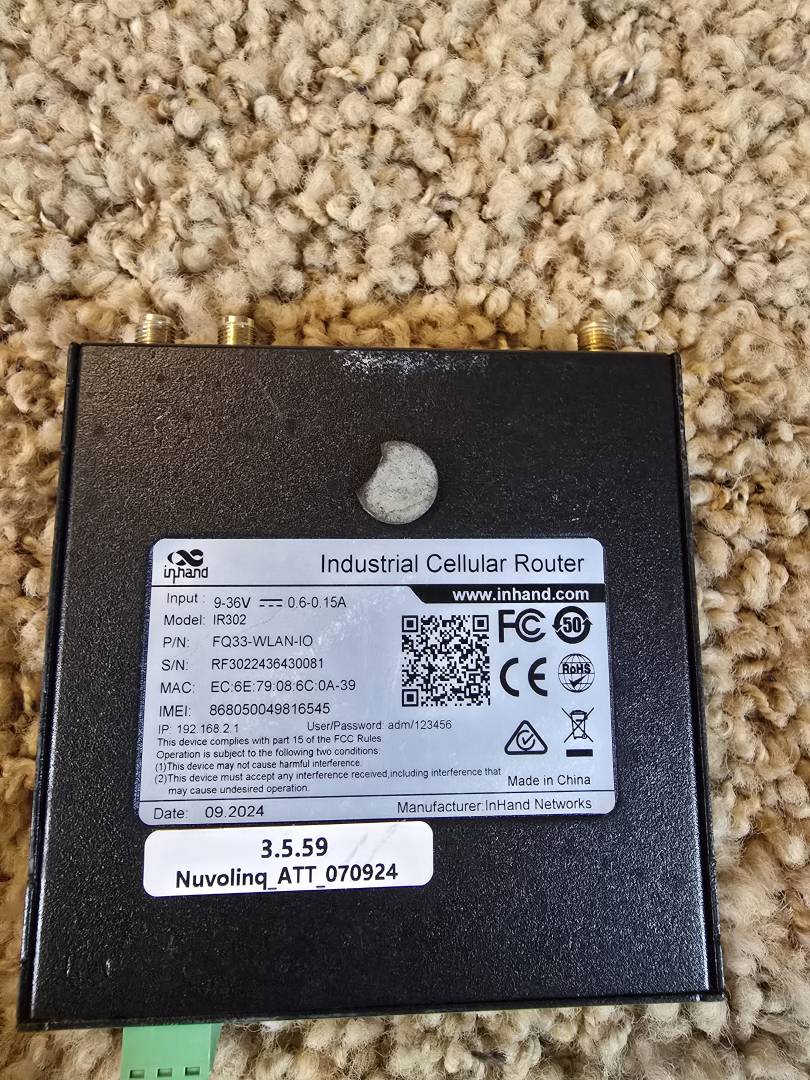 inhand
Industrial Cellular Router
www.inhand.com
Input : 9-36V 0.6-0.15A
Model: IR302
P/N: FQ33-WLAN-IO
S/N: RF3022436430081
MAC: EC:6E:79:08:6C:0A-39
IMEI: 868050049816545
IP: 192.168.2.1 User/Password: adm/123456
This device complies with part 15 of the FCC Rules.
Operation is subject to the following two conditions:
(1)This device may not cause harmful interference.
(2)This device must accept any interference received,including interference that
may cause undesired operation.
FC
50
CE
RoHS
Made in China
Date: 09.2024
Manufacturer:InHand Networks
3.5.59
Nuvolinq_ATT_070924